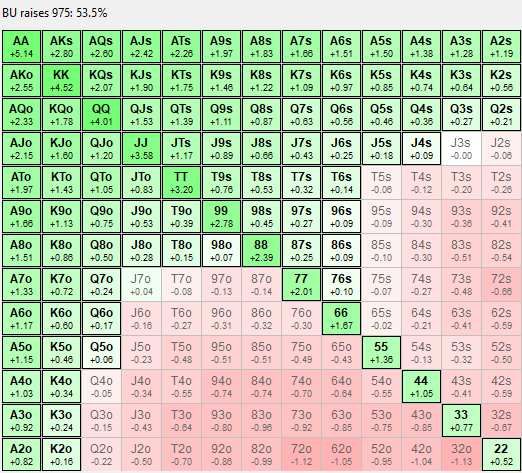 BU raises 975: 53.5%
AA AKs AQs AJs ATs A9s A8s A7s A6s A5s A4s A3s A2s
+5.14 +2.80 +2.60 +2.42 +2.26 +1.97 +1.83 +1.66 +1.51 +1.50 +1.38 +1.28 +1.19
AKo KK KQs KJs KTs K9s K8s K7s K6s K5s K4s K3s K2s
+2.55 +4.52 +2.07 +1.90 +1.75 +1.46 +1.22 +1.09 +0.97 +0.85 +0.74 +0.64 +0.56
AQo KQo QQ QJs QTs Q9s Q8s Q7s Q6s Q5s Q4s Q3s Q2s
+2.33 +1.78 +4.01 +1.53 +1.39 +1.11 +0.87 +0.63 +0.56 +0.46 +0.36 +0.27 +0.21
AJo KJo QJo JJ JTs J9s J8s J7s J6s J5s J4s J3s J2s
+2.15 +1.60 +1.20 +3.58 +1.17 +0.89 +0.66 +0.43 +0.25 +0.18 +0.09 -0.00 -0.06
ATo KTo QTo JTo TT T9s T8s T7s T6s T5s T4s T3s T2s
+1.97 +1.43 +1.05 +0.83 +3.20 +0.76 +0.53 +0.32 +0.14 -0.06 -0.12 -0.20 -0.26
A9o K9o Q9o J9o T9o 99 98s 97s 96s 95s 94s 93s 92s
+1.66 +1.13 +0.75 +0.53 +0.39 +2.78 +0.45 +0.27 +0.09 -0.09 -0.30 -0.36 -0.41
A8o K8o Q8o J8o T8o 98o 88 87s 86s 85s 84s 83s 82s
+1.51 +0.86 +0.50 +0.28 +0.15 +0.07 +2.39 +0.25 +0.09 -0.10 -0.30 -0.51 -0.54
A7o K7o Q7o J7o T7o 97o 87o 77 76s 75s 74s 73s 72s
+1.33 +0.72 +0.24 -0.04 -0.08 -0.13 -0.14 +2.01 +0.10 -0.07 -0.27 -0.48 -0.66
A6o K6o Q6o J6o T6o 96o 86o 76o 66 65s 64s 63s 62s
+1.17 +0.60 +0.17 -0.16 -0.27 -0.31 -0.32 -0.30 +1.67 -0.02 -0.21 -0.41 -0.59
A5o K5o Q5o J5o T5o 95o 85o 75o 65o 55 54s 53s 52s
+1.15 +0.46 +0.06 -0.23 -0.48 -0.51 -0.51 -0.49 -0.43 +1.36 -0.13 -0.32 -0.50
A4o K4o Q4o J4o T4o 94o 84o 74o 64o 54o 44 43s 42s
+1.03 +0.34 -0.05 -0.34 -0.55 -0.74 -0.74 -0.70 -0.64 -0.55 +1.05 -0.41 -0.59
A3o K3o Q3o J3o T3o 93o 83o 73o 63o 53o 43o 33 32s
+0.92 +0.24 -0.15 -0.43 -0.64 -0.80 -0.96 -0.92 -0.85 -0.75 -0.85 +0.77 -0.67
A2o K2o Q2o J2o T2o 92o 82o 72o 62o 52o 42o 32o 22
+0.82 +0.16 -0.22 -0.50 -0.70 -0.86 -0.99 -1.12 -1.05 -0.95 -1.04 -1.13 +0.52